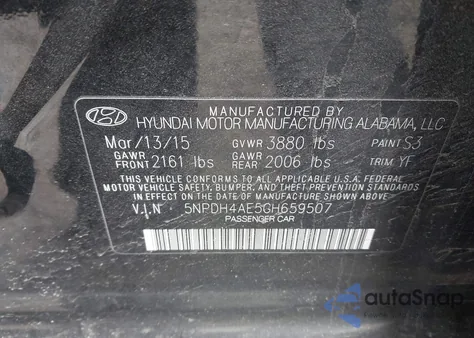 MANUFACTURED BY
HYUNDAI MOTOR MANUFACTURING ALABAMA, LLC
Mar/13/15 GVWR 3880 lbs PAINT S3
GAWR FRONT 2161 lbs GAWR REAR 2006 lbs TRIM YF
THIS VEHICLE CONFORMS TO ALL APPLICABLE U.S.A. FEDERAL
MOTOR VEHICLE SAFETY, BUMPER, AND THEFT PREVENTION STANDARDS
IN EFFECT ON THE DATE OF MANUFACTURE SHOWN ABOVE.
V.I.N 5NPDH4AE5GH659507
PASSENGER CAR
autaSnap